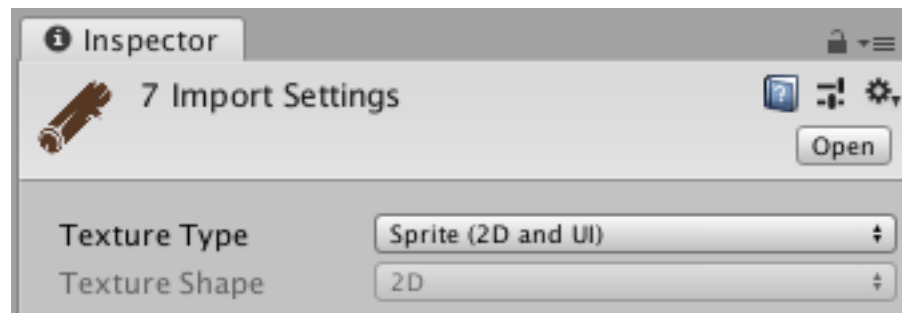 Inspector
7 Import Settings
Open
Texture Type Sprite (2D and UI)
Texture Shape 2D